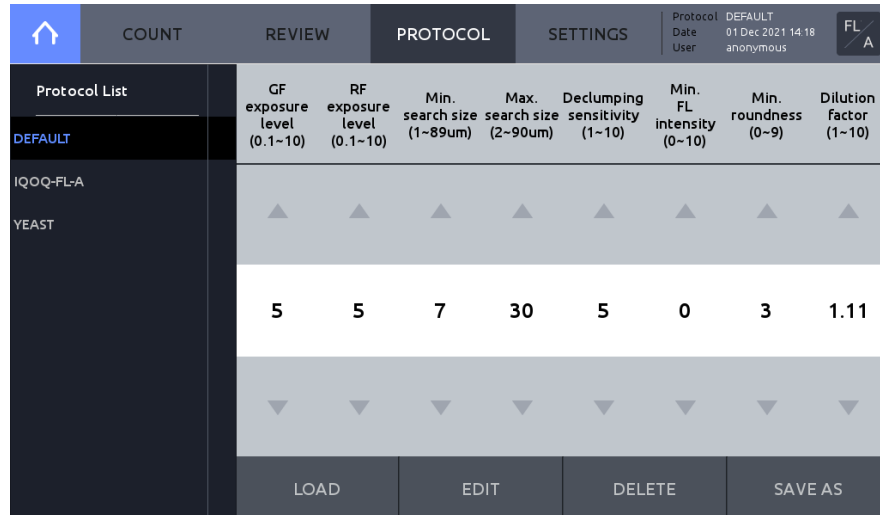 COUNT
REVIEW
PROTOCOL
SETTINGS
Protocol DEFAULT
Date 01 Dec 2021 14:18
User anonymous
FL/A
Protocol List
DEFAULT
IQOQ-FL-A
YEAST
GF exposure level (0.1~10)
RF exposure level (0.1~10)
Min. search size (1~89um)
Max. search size (2~90um)
Declumping sensitivity (1~10)
Min. FL intensity (0~10)
Min. roundness (0~9)
Dilution factor (1~10)
5 5 7 30 5 0 3 1.11
LOAD
EDIT
DELETE
SAVE AS